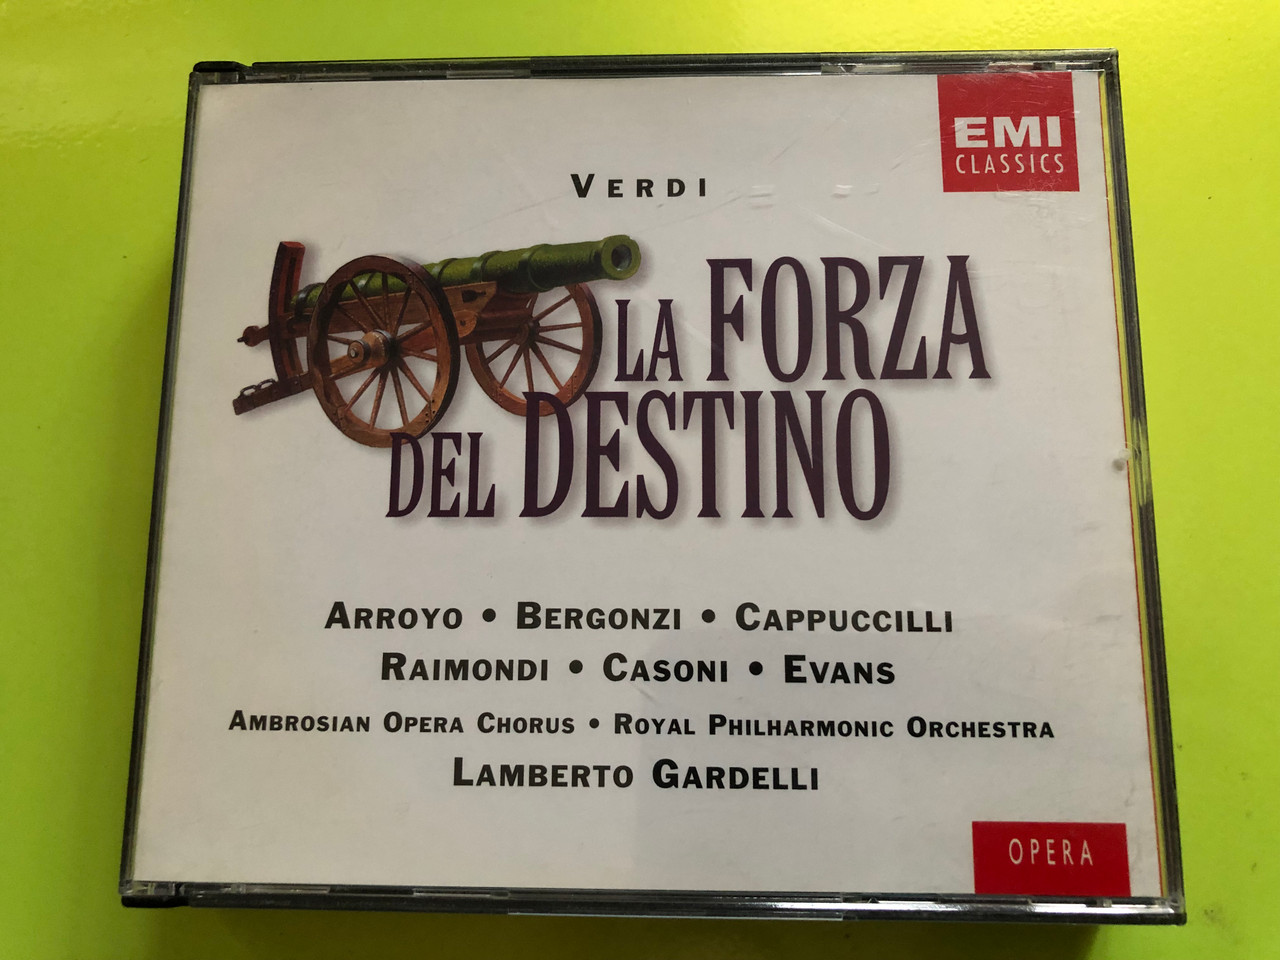 EMI
CLASSICS
VERDI
LA FORZA
DEL DESTINO
ARROYO • BERGONZI • CAPPUCCILLI
RAIMONDI • CASONI • EVANS
AMBROSIAN OPERA CHORUS • ROYAL PHILHARMONIC ORCHESTRA
LAMBERTO GARDELLI
OPERA